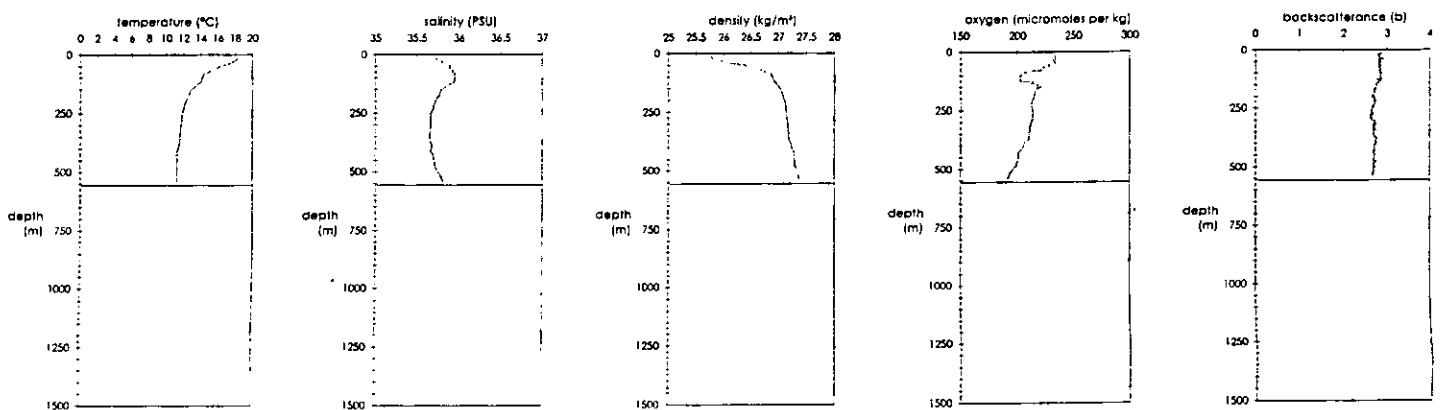 temperature (°C)
0 2 4 6 8 10 12 14 16 18 20
0
250
500
depth
(m)
750
1000
1250
1500
salinity (PSU)
35 35.5 36 36.5 37
0
250
500
depth
(m)
750
1000
1250
1500
density (kg/m³)
25 25.5 26 26.5 27 27.5 28
0
250
500
depth
(m)
750
1000
1250
1500
oxygen (micromoles per kg)
150 200 250 300
0
250
500
depth
(m)
750
1000
1250
1500
backscatterance (b)
0 1 2 3 4
0
250
500
depth
(m)
750
1000
1250
1500